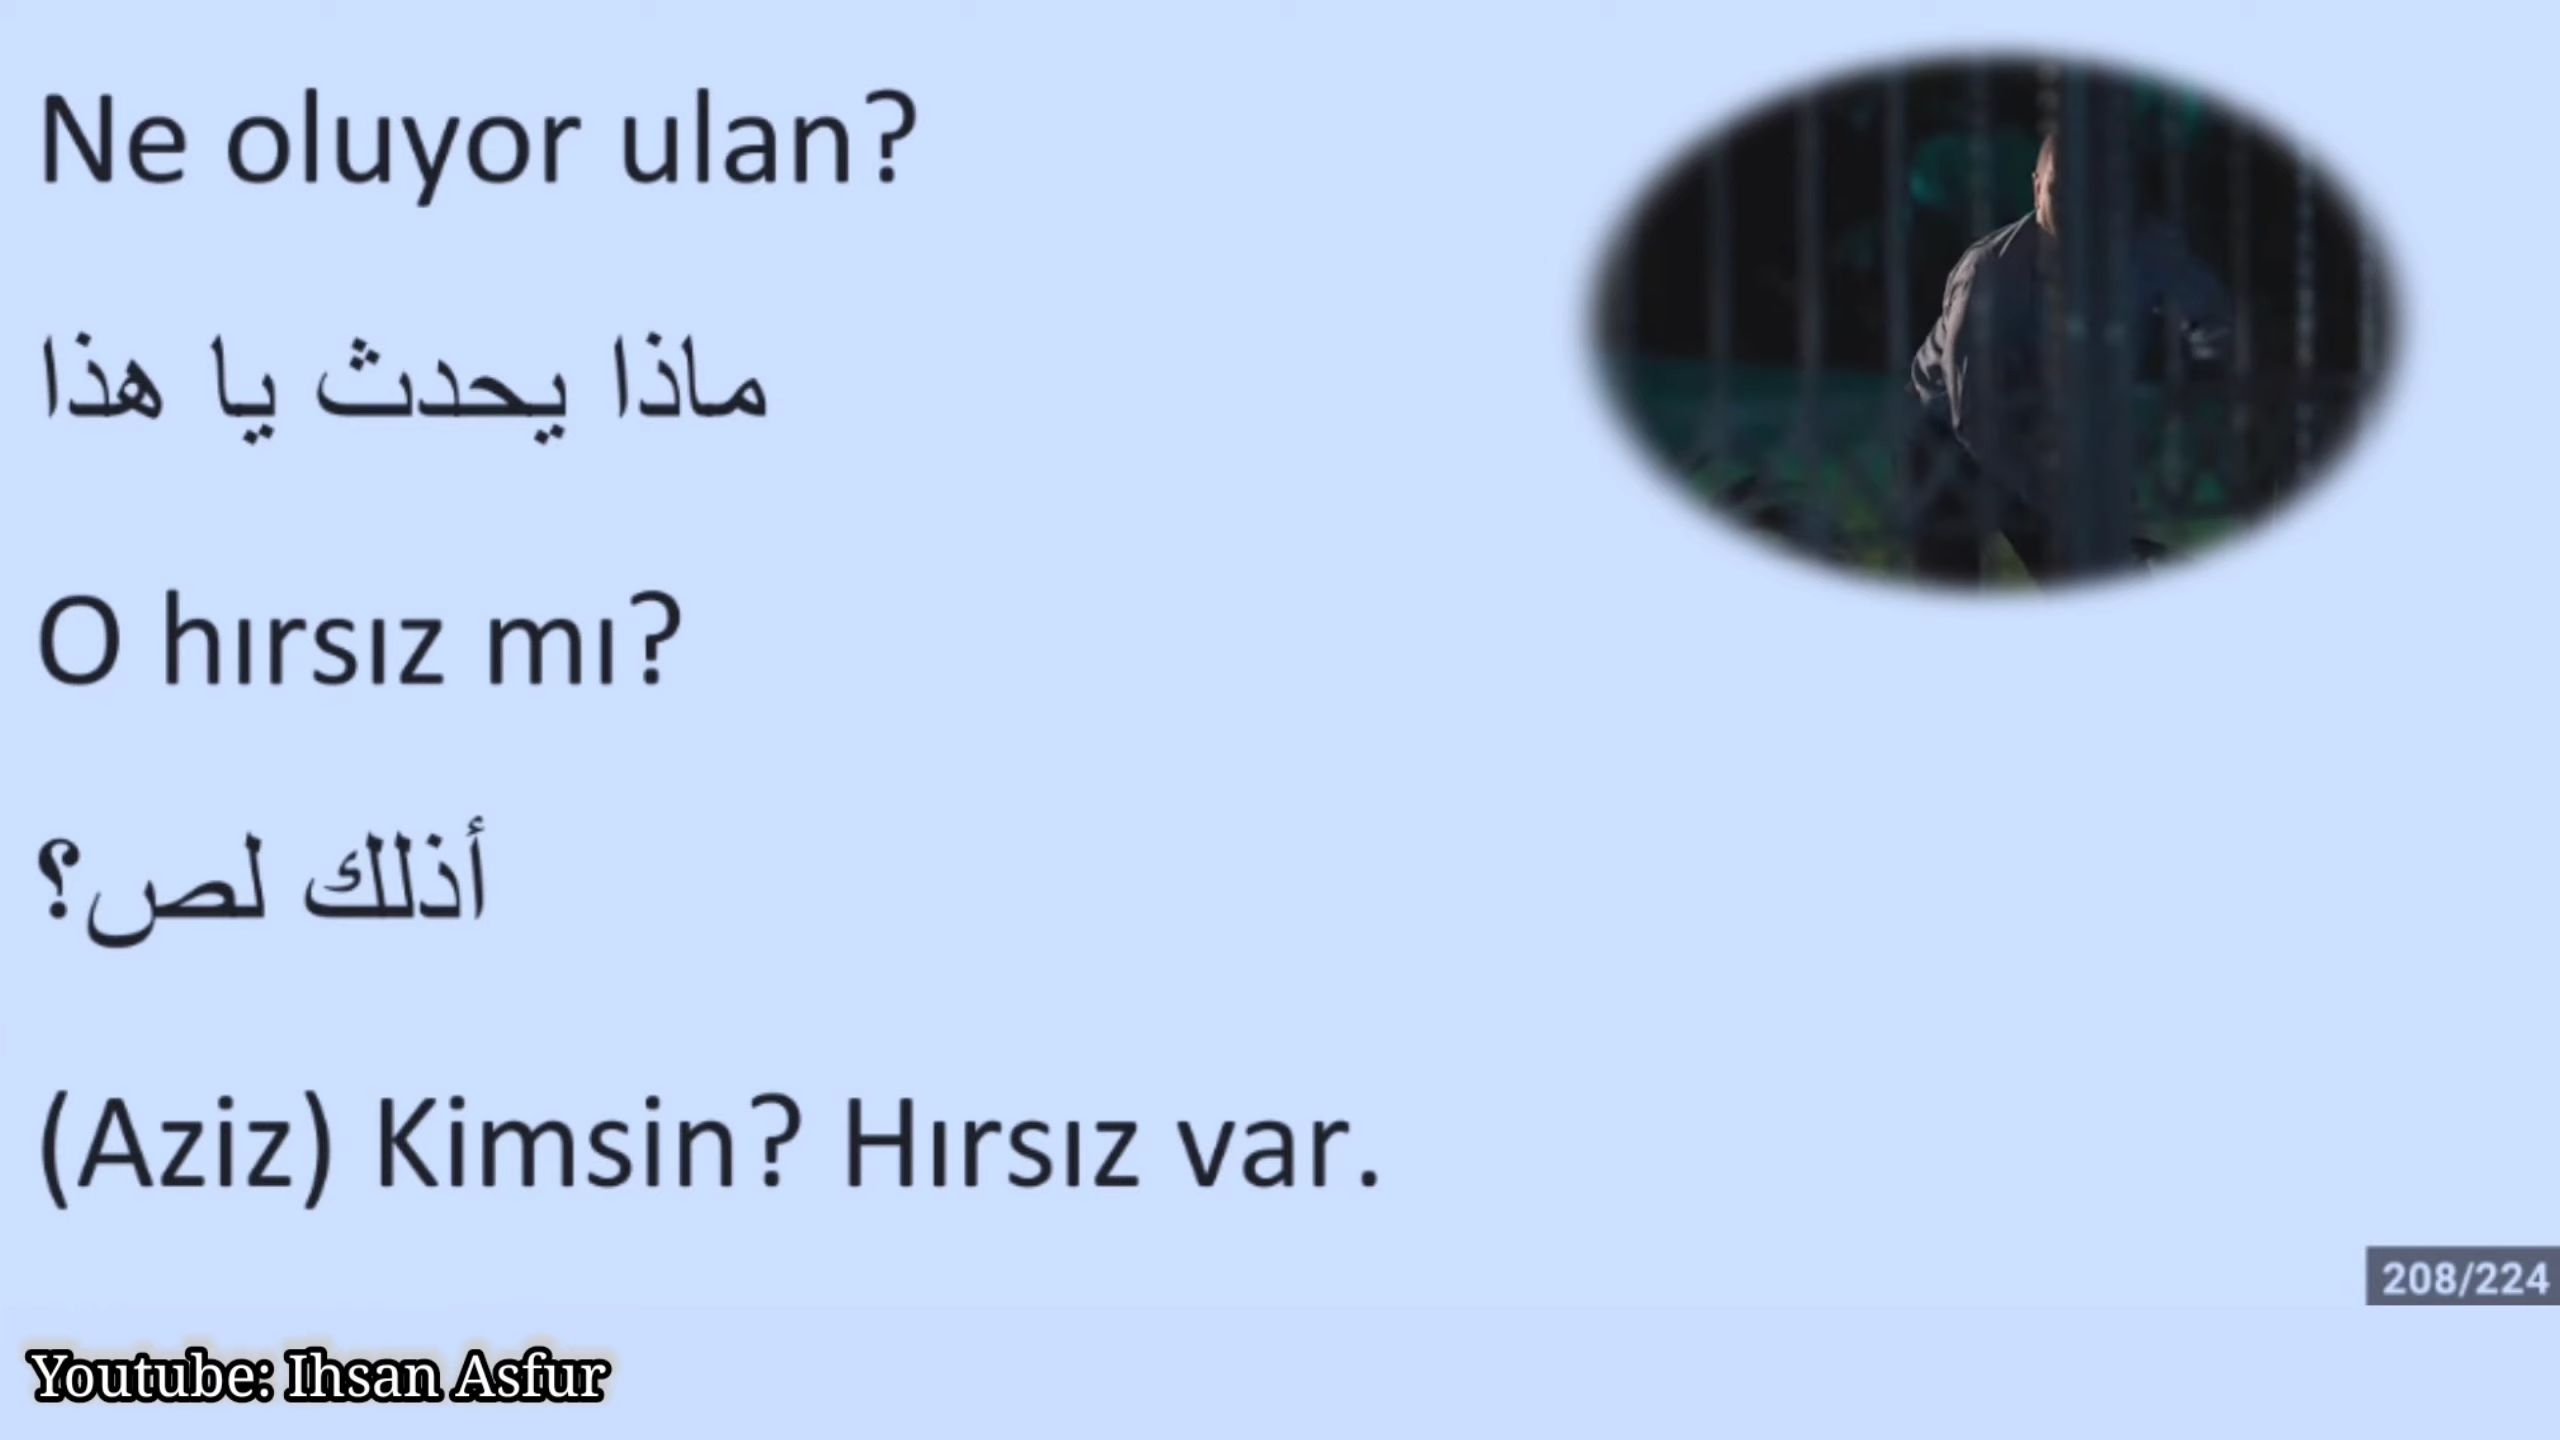 Ne oluyor ulan?
ماذا يحدث يا هذا
O hırsız mı?
أذلك لص؟
(Aziz) Kimsin? Hırsız var.
208/224
Youtube: Ihsan Asfur